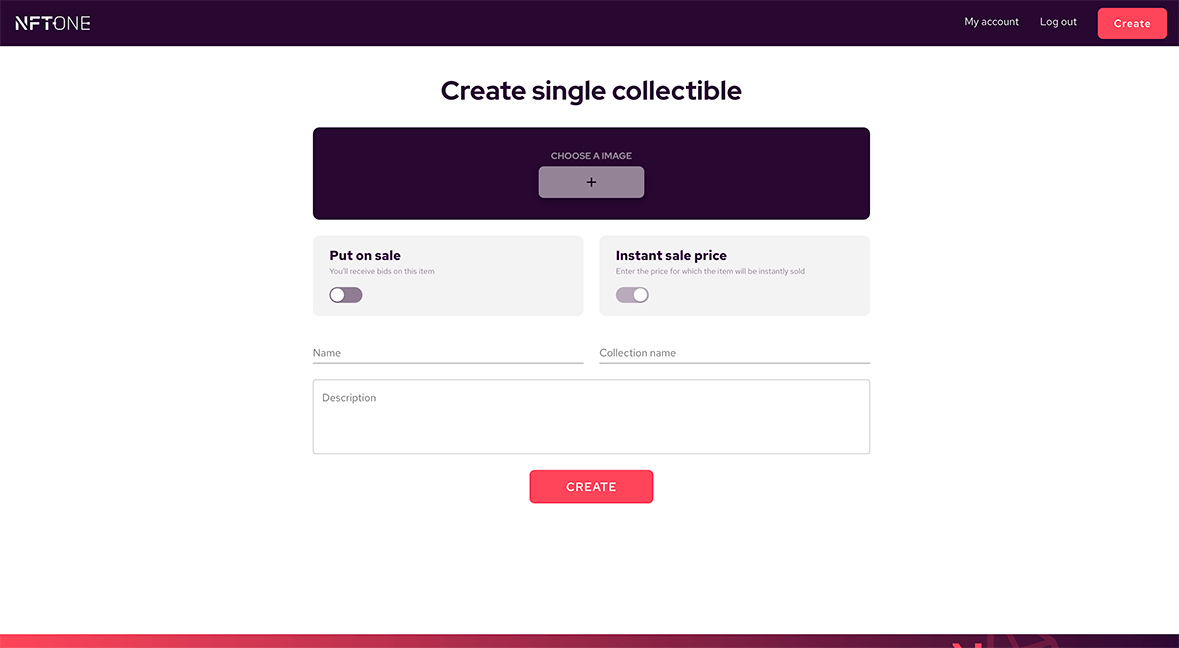 NFT ONE
My account
Log out
Create
Create single collectible
CHOOSE A IMAGE
+
Put on sale
You'll receive bids on this item
Instant sale price
Enter the price for which the item will be instantly sold
Name
Collection name
Description
CREATE